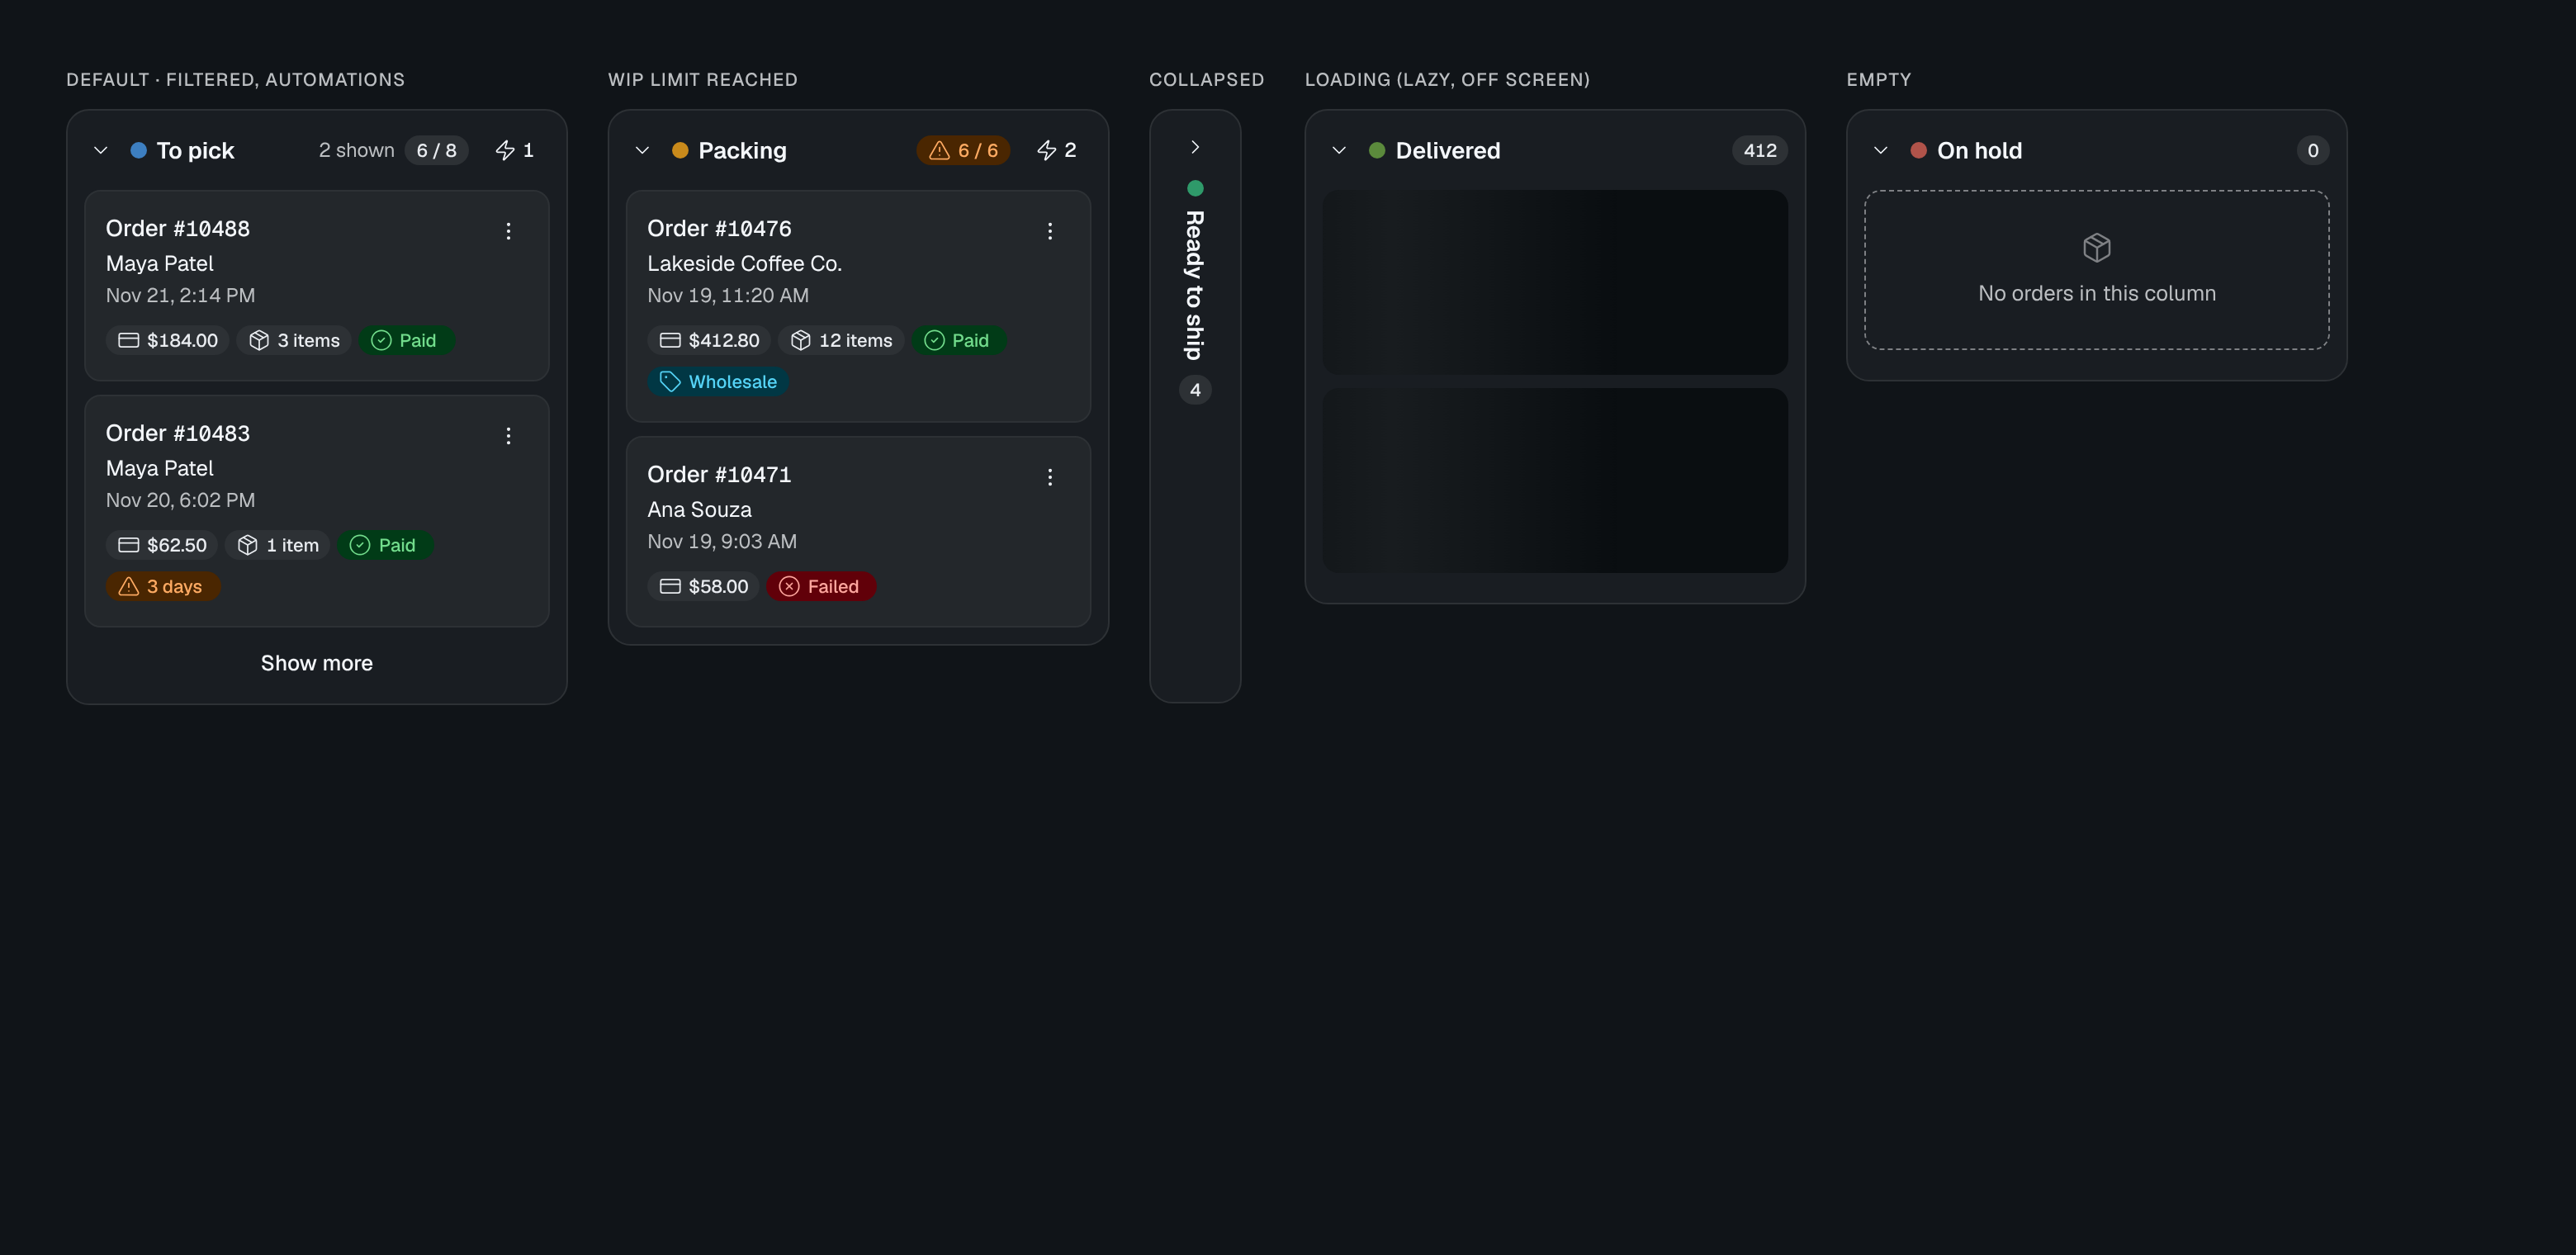 DEFAULT · FILTERED, AUTOMATIONS
To pick
2 shown
6 / 8
1
Order #10488
Maya Patel
Nov 21, 2:14 PM
$184.00
3 items
Paid
Order #10483
Maya Patel
Nov 20, 6:02 PM
$62.50
1 item
Paid
3 days
Show more
WIP LIMIT REACHED
Packing
6 / 6
2
Order #10476
Lakeside Coffee Co.
Nov 19, 11:20 AM
$412.80
12 items
Paid
Wholesale
Order #10471
Ana Souza
Nov 19, 9:03 AM
$58.00
Failed
COLLAPSED
Ready to ship
4
LOADING (LAZY, OFF SCREEN)
Delivered
412
EMPTY
On hold
0
No orders in this column